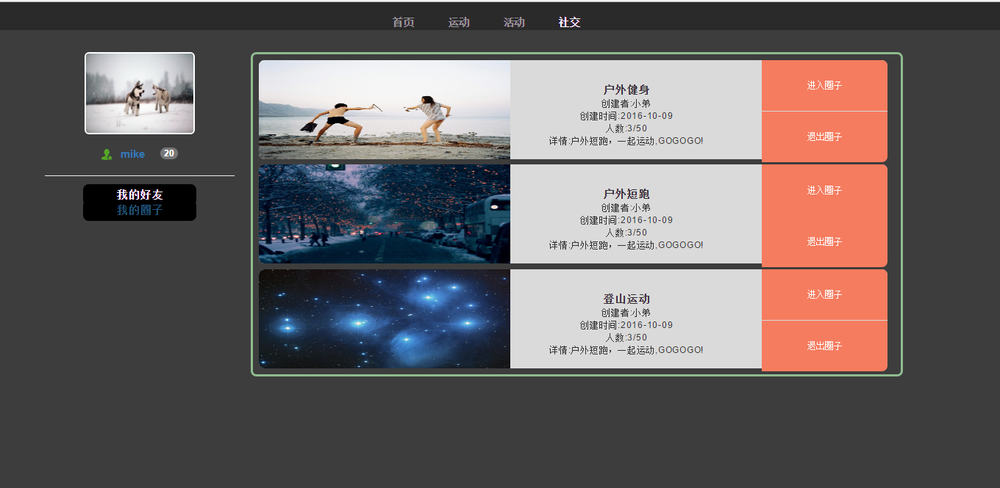 首页 运动 活动 社交
mike 20
我的好友
我的圈子
户外健身
创建者:小弟
创建时间:2016-10-09
人数:3/50
详情:户外短跑，一起运动,GOGOGO!
进入圈子
退出圈子
户外短跑
创建者:小弟
创建时间:2016-10-09
人数:3/50
详情:户外短跑，一起运动,GOGOGO!
进入圈子
退出圈子
登山运动
创建者:小弟
创建时间:2016-10-09
人数:3/50
详情:户外短跑，一起运动,GOGOGO!
进入圈子
退出圈子